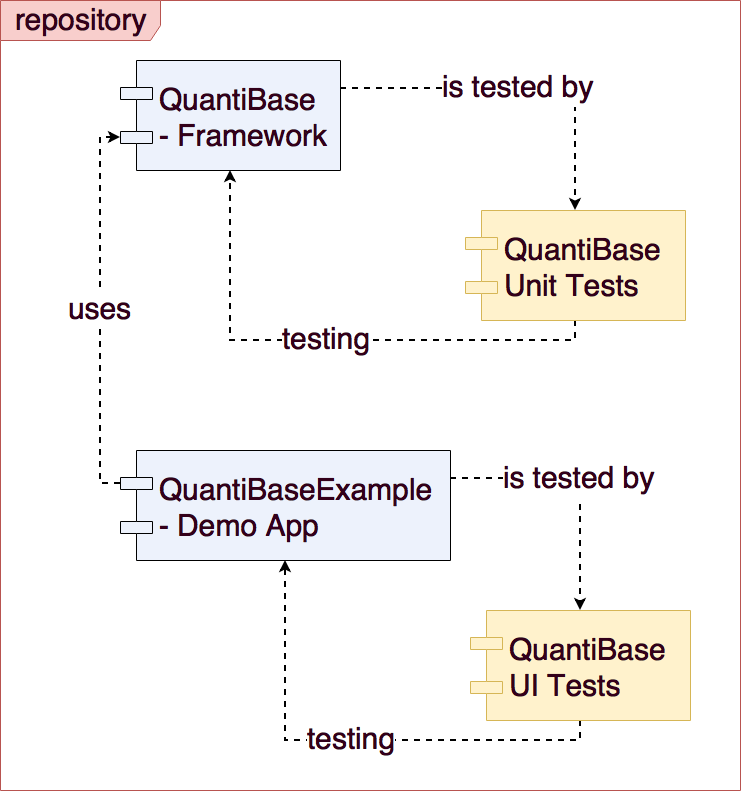 repository
QuantiBase
- Framework
is tested by
QuantiBase
Unit Tests
uses
testing
QuantiBaseExample
- Demo App
is tested by
QuantiBase
UI Tests
testing